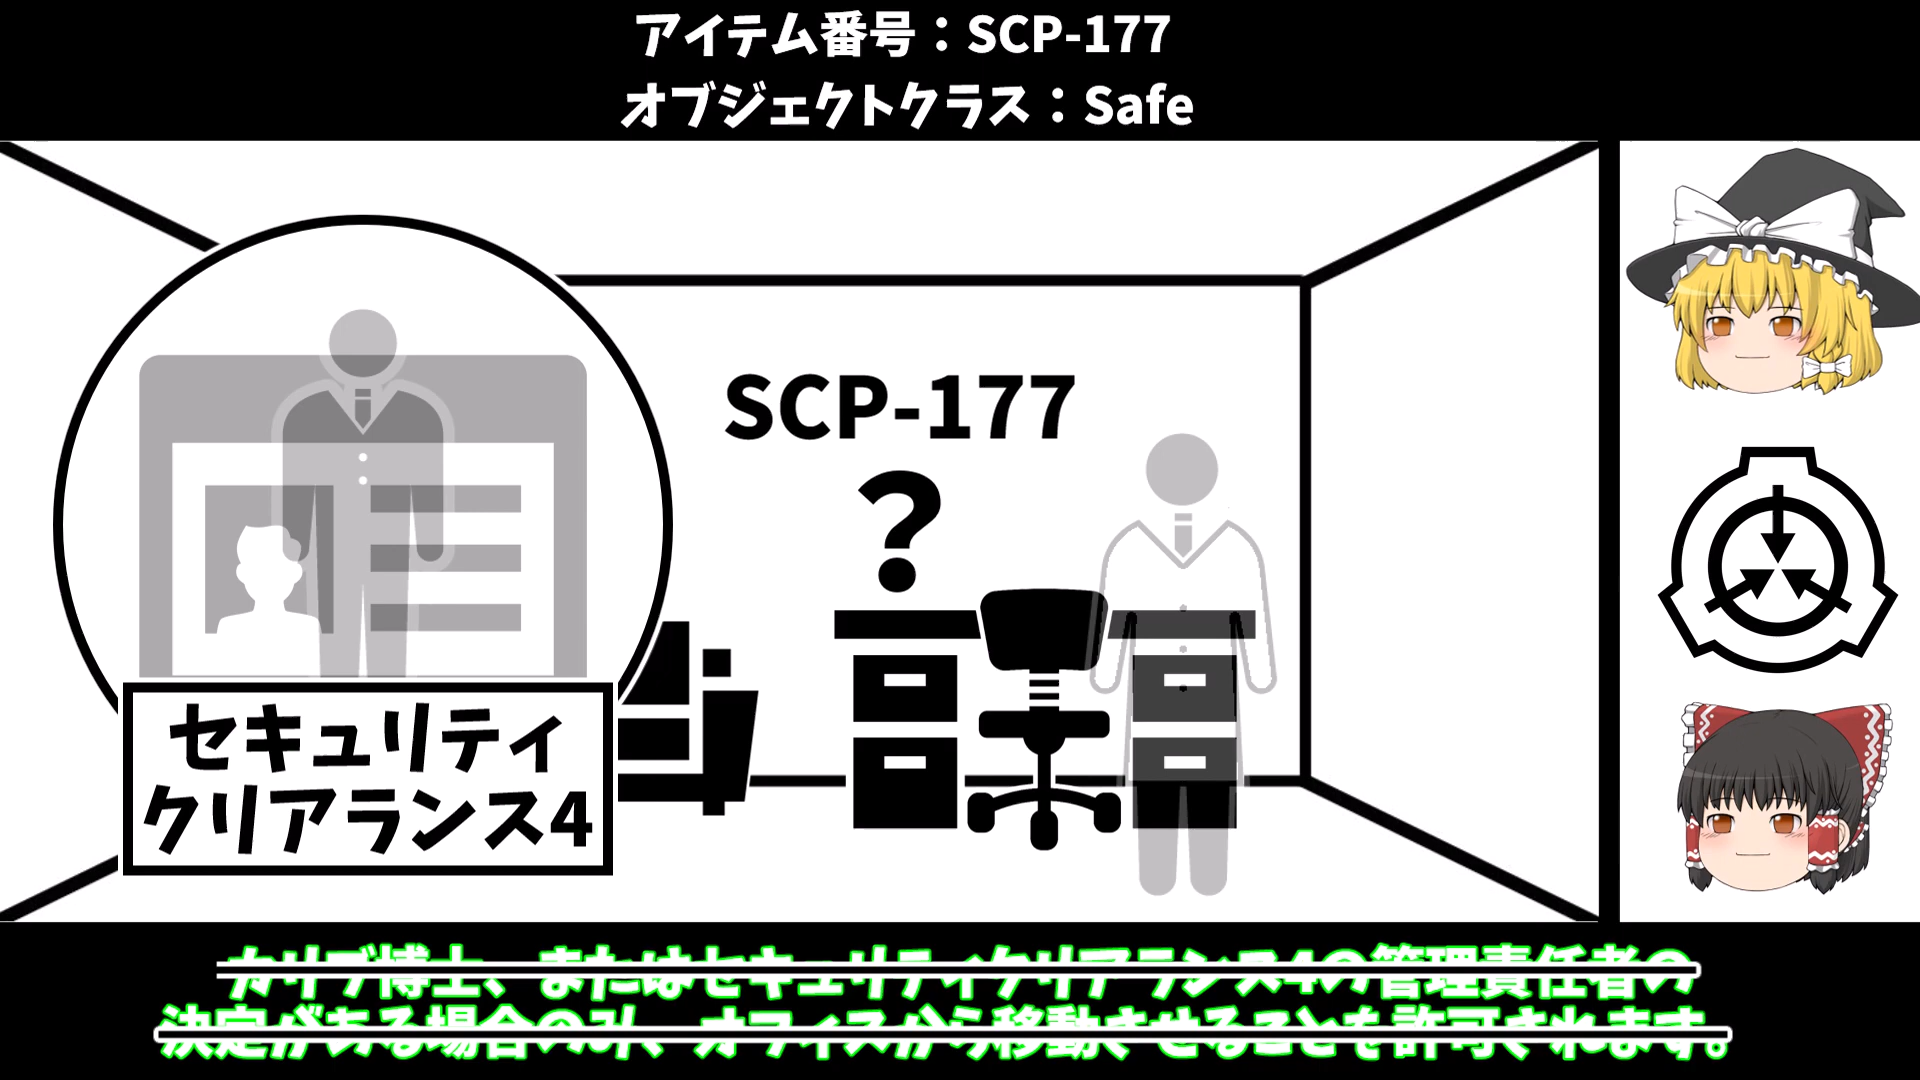 アイテム番号：SCP-177
オブジェクトクラス：Safe
SCP-177
？
セキュリティ
クリアランス4
カリブ博士、またはセキュリティクリアランス4の管理責任者の
決定がある場合のみ、オフィスから移動させることを許可されます。